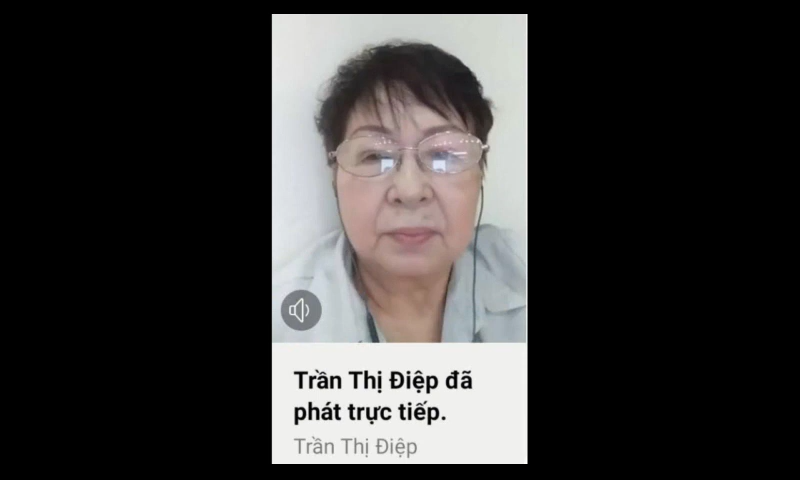 Trần Thị Điệp đã
phát trực tiếp.
Trần Thị Điệp